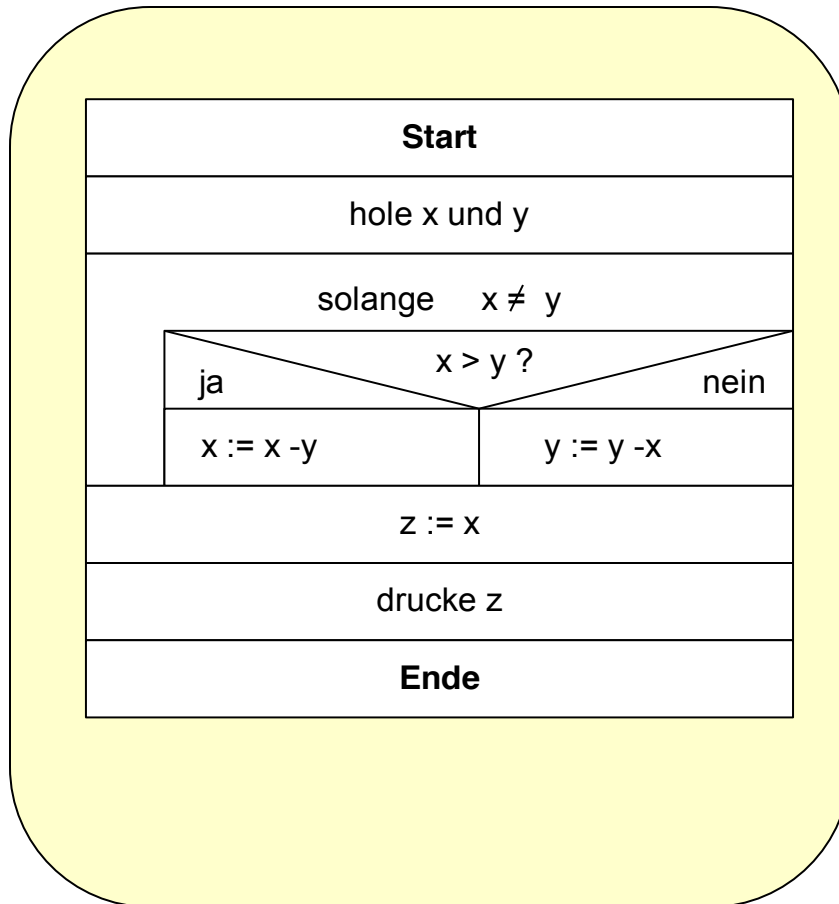 Start
hole x und y
solange x ≠ y
x > y ?
ja
nein
x := x -y
y := y -x
z := x
drucke z
Ende